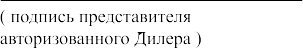 ( подпись представителя
авторизованного Дилера )